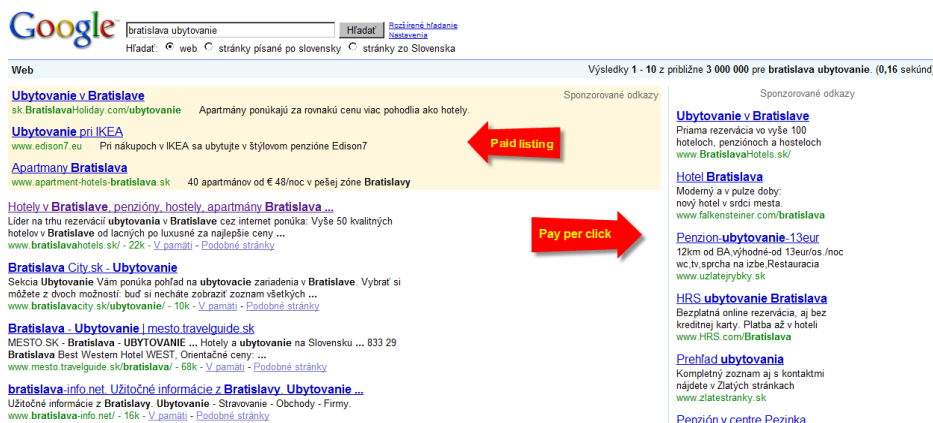 Google™
bratislava ubytovanie
Hľadať
Rozšírené hľadanie
Nastavenia
Hľadať: web stránky písané po slovensky stránky zo Slovenska
Web
Výsledky 1 - 10 z približne 3 000 000 pre bratislava ubytovanie. (0,16 sekúnd
Ubytovanie v Bratislave
Sponzorované odkazy
sk.BratislavaHoliday.com/ubytovanie Apartmány ponúkajú za rovnakú cenu viac pohodlia ako hotely.
Ubytovanie pri IKEA
www.edison7.eu Pri nákupoch v IKEA sa ubytujte v štýlovom penzióne Edison7
Apartmany Bratislava
www.apartment-hotels-bratislava.sk 40 apartmánov od € 48/noc v pešej zóne Bratislavy
Paid listing
Hotely v Bratislave, penzióny, hostely, apartmány Bratislava ...
Líder na trhu rezervácií ubytovania v Bratislave cez internet ponúka: Vyše 50 kvalitných
hotelov v Bratislave od lacných po luxusné za najlepšie ceny ...
www.bratislavahotels.sk/ - 22k - V pamäti - Podobné stránky
Pay per click
Bratislava City.sk - Ubytovanie
Sekcia Ubytovanie Vám ponúka pohľad na ubytovacie zariadenia v Bratislave. Vybrať si
môžete z dvoch možností: buď si necháte zobraziť zoznam všetkých ...
www.bratislavacity.sk/ubytovanie/ - 10k - V pamäti - Podobné stránky
Bratislava - Ubytovanie | mesto.travelguide.sk
MESTO.SK - Bratislava - UBYTOVANIE ... Hotely a ubytovanie na Slovensku ... 833 29
Bratislava Best Western Hotel WEST, Orientačné ceny: ...
www.mesto.travelguide.sk/bratislava/ - 68k - V pamäti - Podobné stránky
bratislava-info.net. Užitočné informácie z Bratislavy. Ubytovanie ...
Užitočné informácie z Bratislavy. Ubytovanie - Stravovanie - Obchody - Firmy.
www.bratislava-info.net/ - 16k - V pamäti - Podobné stránky
Sponzorované odkazy
Ubytovanie v Bratislave
Priama rezervácia vo vyše 100
hoteloch, penziónoch a hosteloch
www.BratislavaHotels.sk/
Hotel Bratislava
Moderný a v pulze doby:
nový hotel v srdci mesta.
www.falkensteiner.com/bratislava
Penzion-ubytovanie-13eur
12km od BA,výhodné-od 13eur/os./noc
wc,tv,sprcha na izbe,Restauracia
www.uzlatejrybky.sk
HRS ubytovanie Bratislava
Bezplatná online rezervácia, aj bez
kreditnej karty. Platba až v hoteli
www.HRS.com/Bratislava
Prehľad ubytovania
Kompletný zoznam aj s kontaktmi
nájdete v Zlatých stránkach
www.zlatestranky.sk
Penzión v centre Pezinka